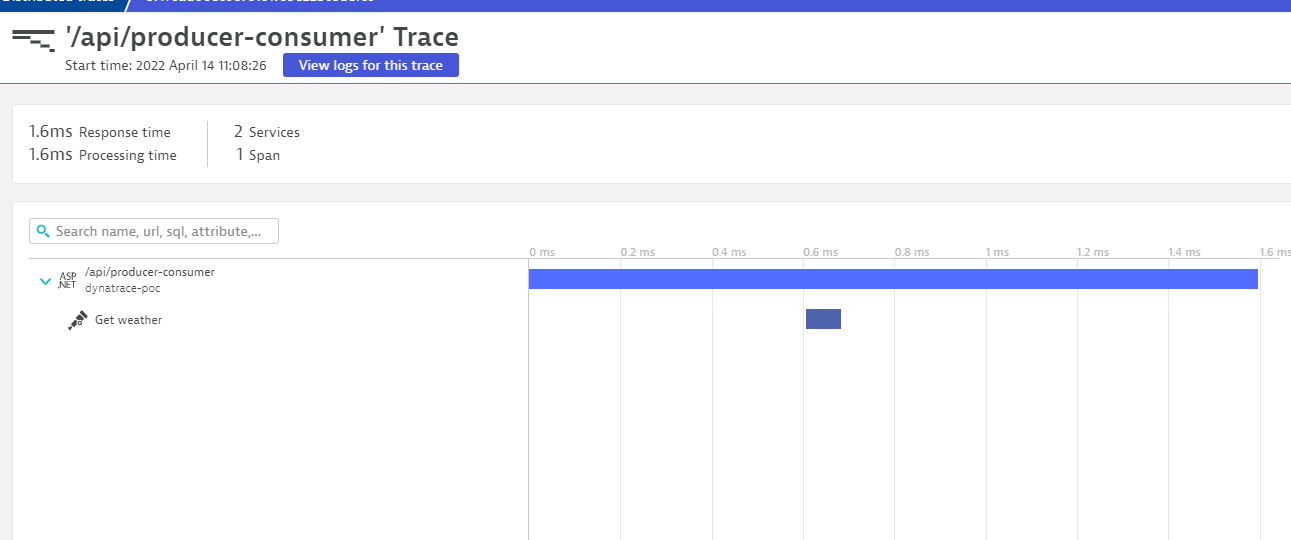 '/api/producer-consumer' Trace
Start time: 2022 April 14 11:08:26
View logs for this trace
1.6ms Response time
2 Services
1.6ms Processing time
1 Span
Search name, url, sql, attribute,...
0 ms 0.2 ms 0.4 ms 0.6 ms 0.8 ms 1 ms 1.2 ms 1.4 ms 1.6 ms
ASP
.NET
/api/producer-consumer
dynatrace-poc
Get weather